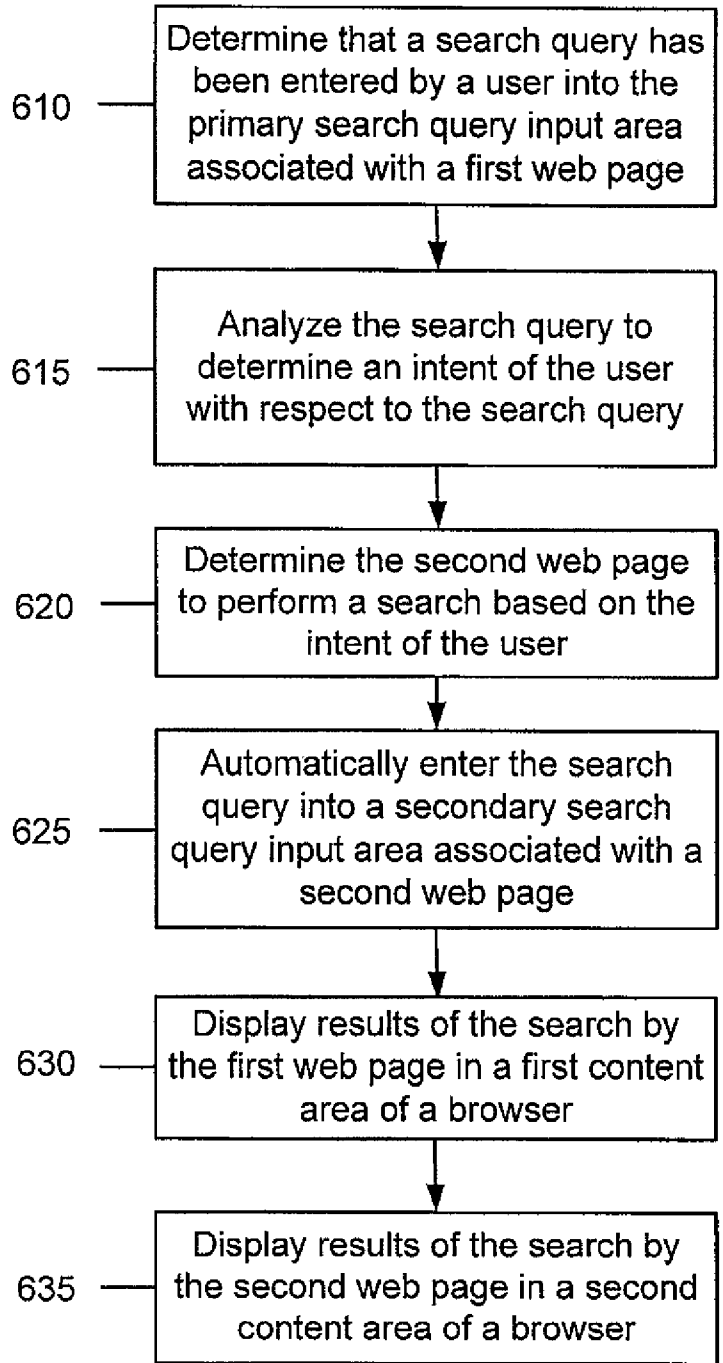 610
Determine that a search query has
been entered by a user into the
primary search query input area
associated with a first web page
615
Analyze the search query to
determine an intent of the user
with respect to the search query
620
Determine the second web page
to perform a search based on the
intent of the user
625
Automatically enter the search
query into a secondary search
query input area associated with a
second web page
630
Display results of the search by
the first web page in a first content
area of a browser
635
Display results of the search by
the second web page in a second
content area of a browser